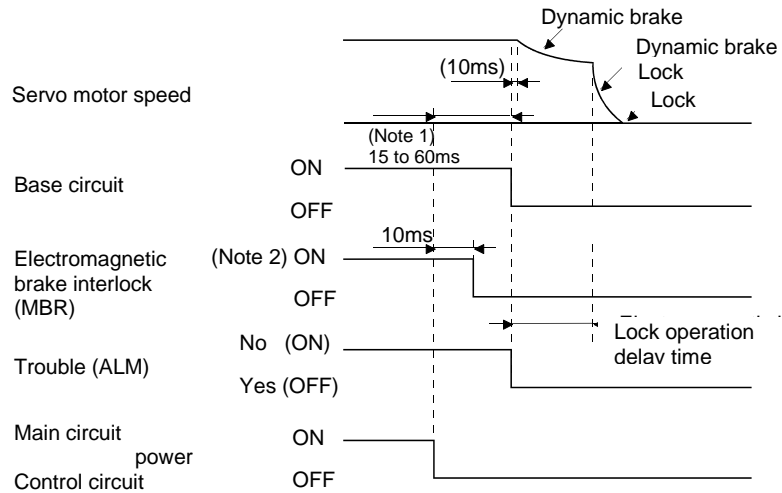 Dynamic brake
Dynamic brake
Lock
Lock
(10ms)
Servo motor speed
(Note 1)
15 to 60ms
Base circuit
ON
OFF
10ms
Electromagnetic
brake interlock
(MBR)
(Note 2) ON
OFF
Lock operation
delay time
Trouble (ALM)
No (ON)
Yes (OFF)
Main circuit
power
Control circuit
ON
OFF